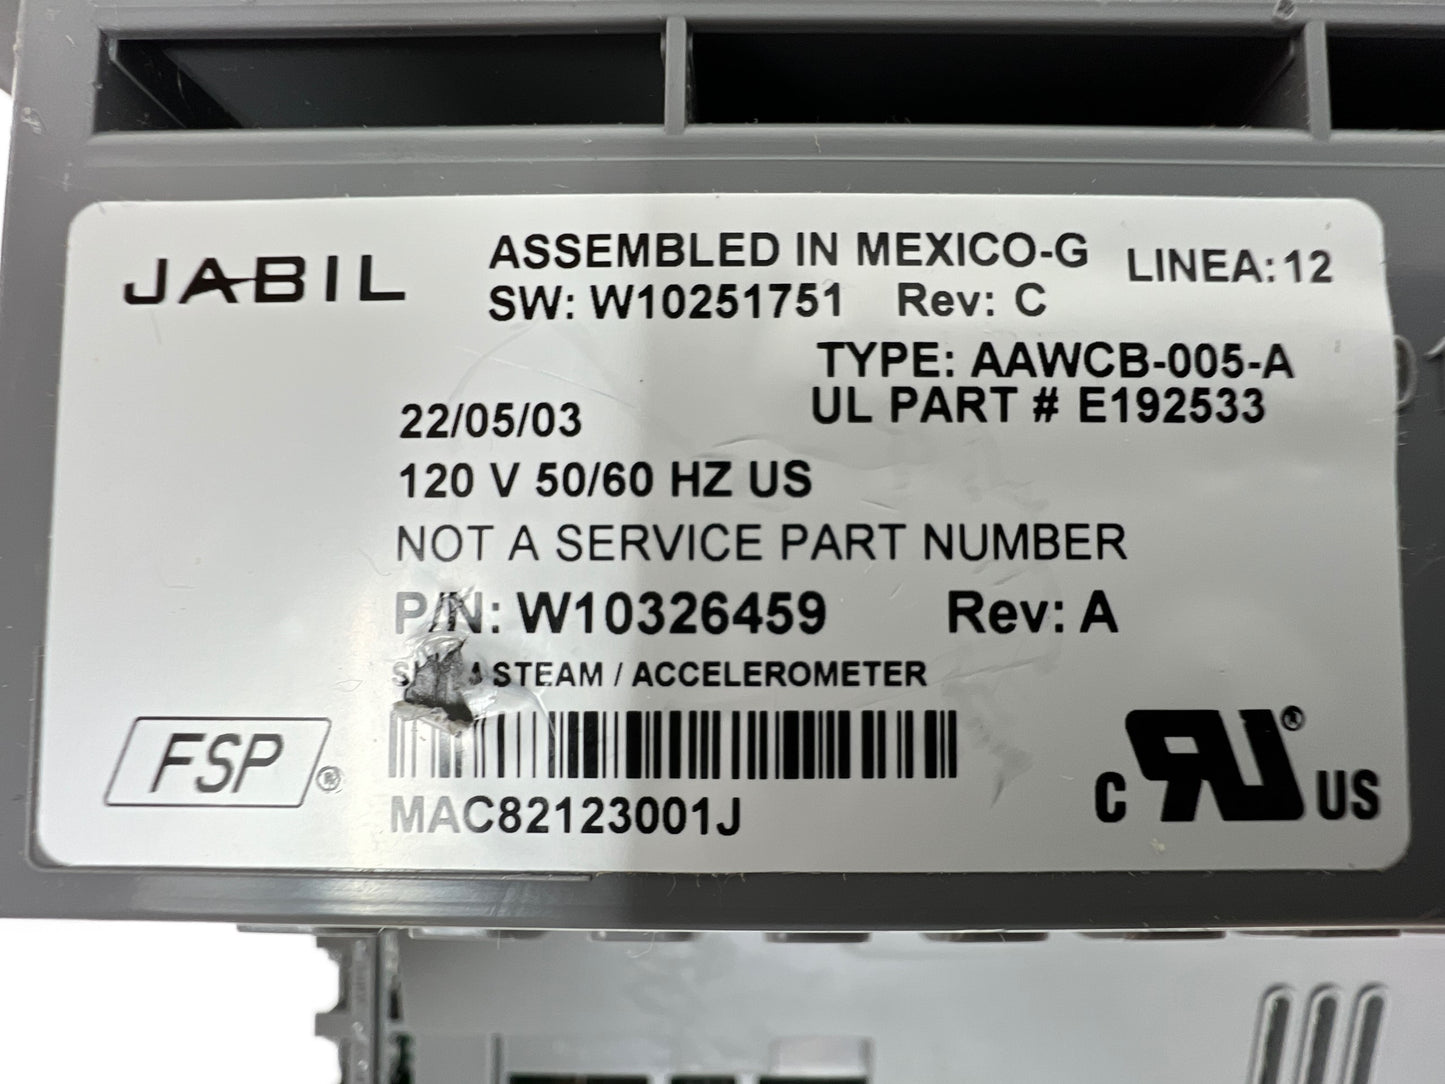 JABIL
ASSEMBLED IN MEXICO-G LINEA: 12
SW: W10251751 Rev: C
TYPE: AAWCB-005-A
UL PART # E192533
22/05/03
120 V 50/60 HZ US
NOT A SERVICE PART NUMBER
P/N: W10326459 Rev: A
STEAM / ACCELEROMETER
FSP ®
MAC82123001J
C RU ® US